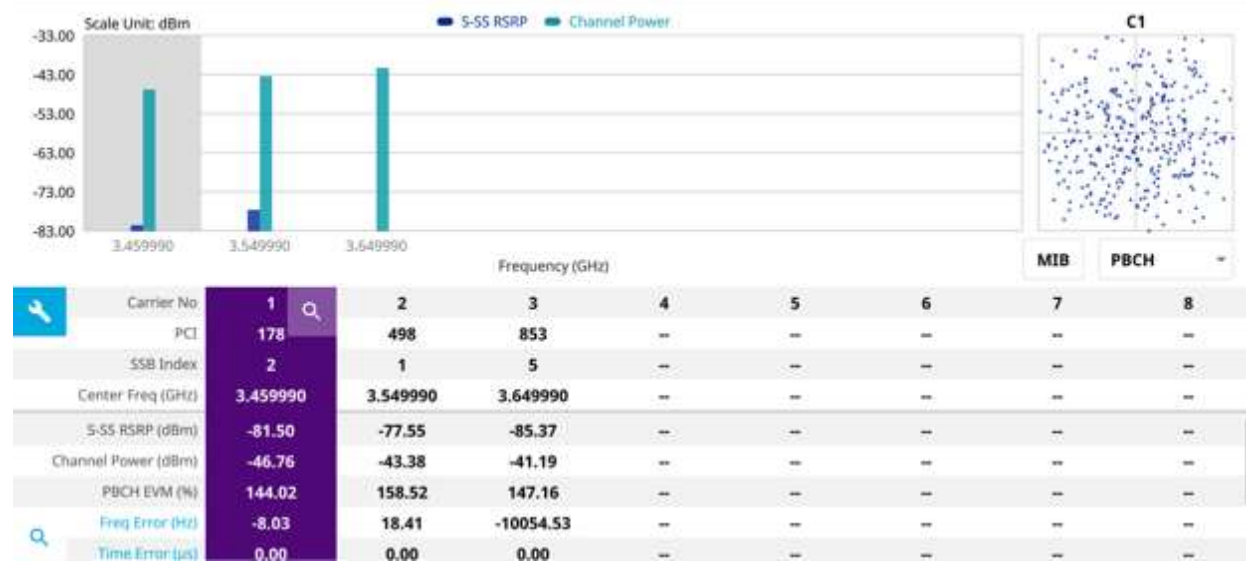 Scale Unit: dBm
S-SS RSRP Channel Power
C1
-33.00
-43.00
-53.00
-63.00
-73.00
-83.00
3.459990 3.549990 3.649990
Frequency (GHz)
MIB PBCH
Carrier No 1 2 3 4 5 6 7 8
PCI 178 498 853 -- -- -- -- --
SSB Index 2 1 5 -- -- -- -- --
Center Freq (GHz) 3.459990 3.549990 3.649990 -- -- -- -- --
S-SS RSRP (dBm) -81.50 -77.55 -85.37 -- -- -- -- --
Channel Power (dBm) -46.76 -43.38 -41.19 -- -- -- -- --
PBCH EVM (%) 144.02 158.52 147.16 -- -- -- -- --
Freq Error (Hz) -8.03 18.41 -10054.53 -- -- -- -- --
Time Error (μs) 0.00 0.00 0.00 -- -- -- -- --